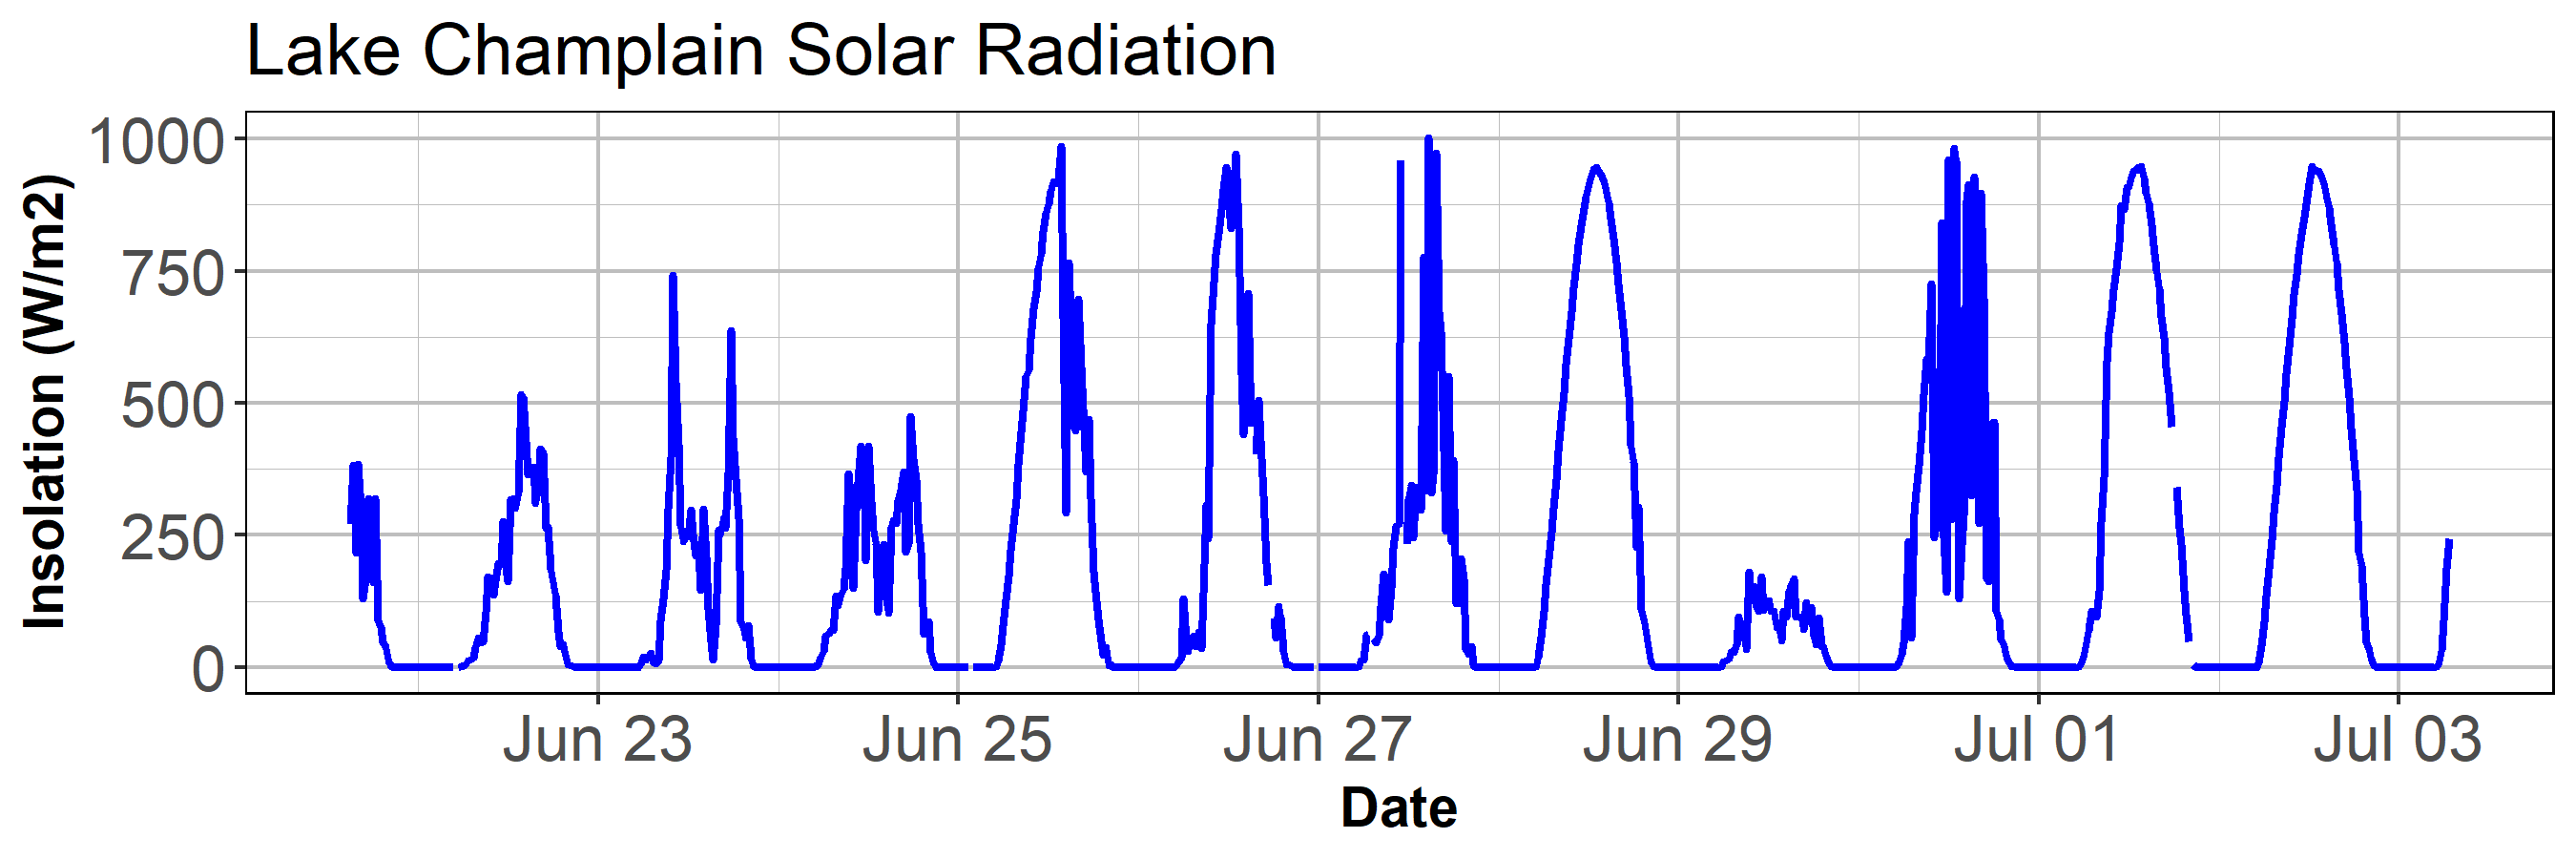 Lake Champlain Solar Radiation
Insolation (W/m2)
1000
750
500
250
0
Jun 23 Jun 25 Jun 27 Jun 29 Jul 01 Jul 03
Date